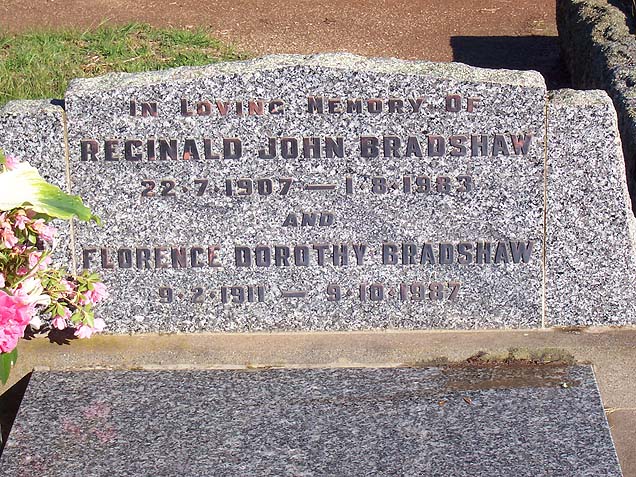 In Loving Memory Of
REGINALD JOHN BRADSHAW
22·7·1907 — 1·8·1983
AND
FLORENCE DOROTHY BRADSHAW
9·2·1911 — 9·10·1987